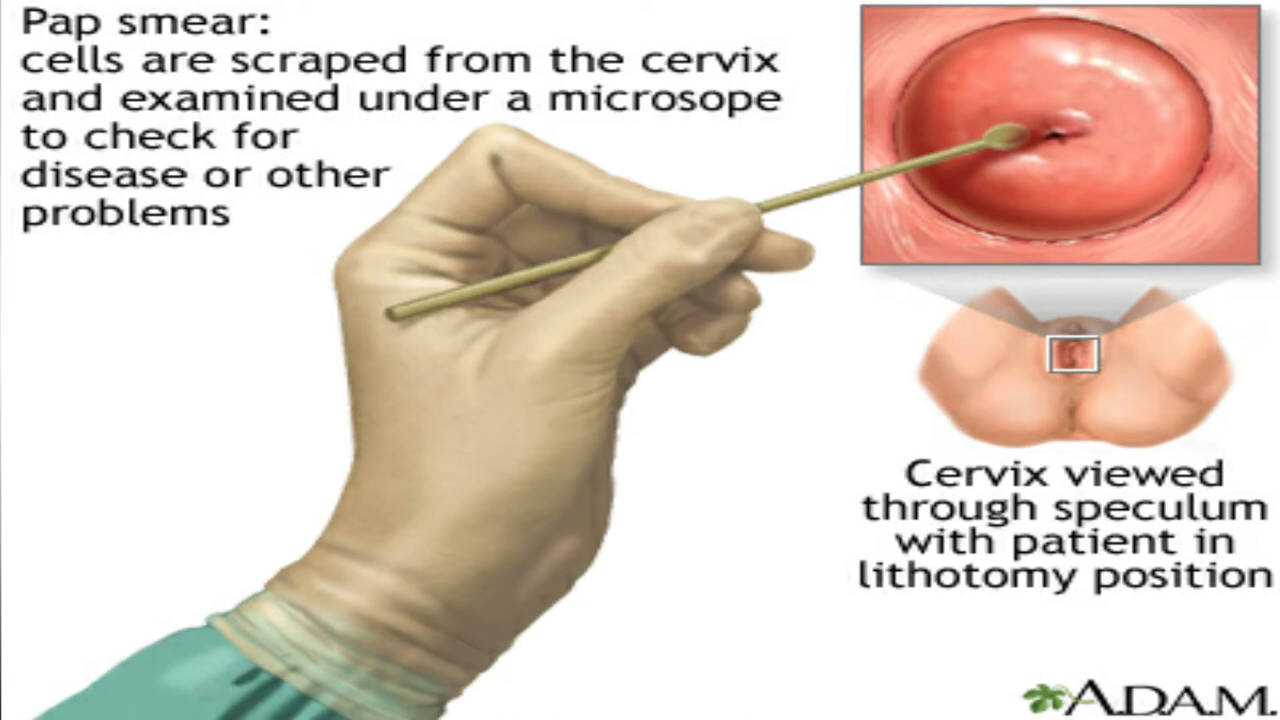 Pap smear:
cells are scraped from the cervix
and examined under a microsope
to check for
disease or other
problems
Cervix viewed
through speculum
with patient in
lithotomy position
A.D.A.M.